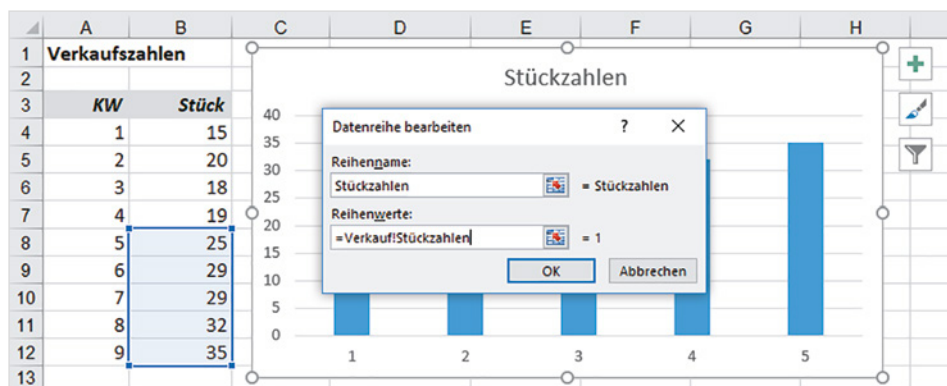 A B C D E F G H
1 Verkaufszahlen
2
3 KW Stück
4 1 15
5 2 20
6 3 18
7 4 19
8 5 25
9 6 29
10 7 29
11 8 32
12 9 35
13
Stückzahlen
40
35
30
25
20
15
10
5
0
1 2 3 4 5
Datenreihe bearbeiten ? ×
Reihenname:
Stückzahlen = Stückzahlen
Reihenwerte:
=Verkauf!Stückzahlen = 1
OK Abbrechen